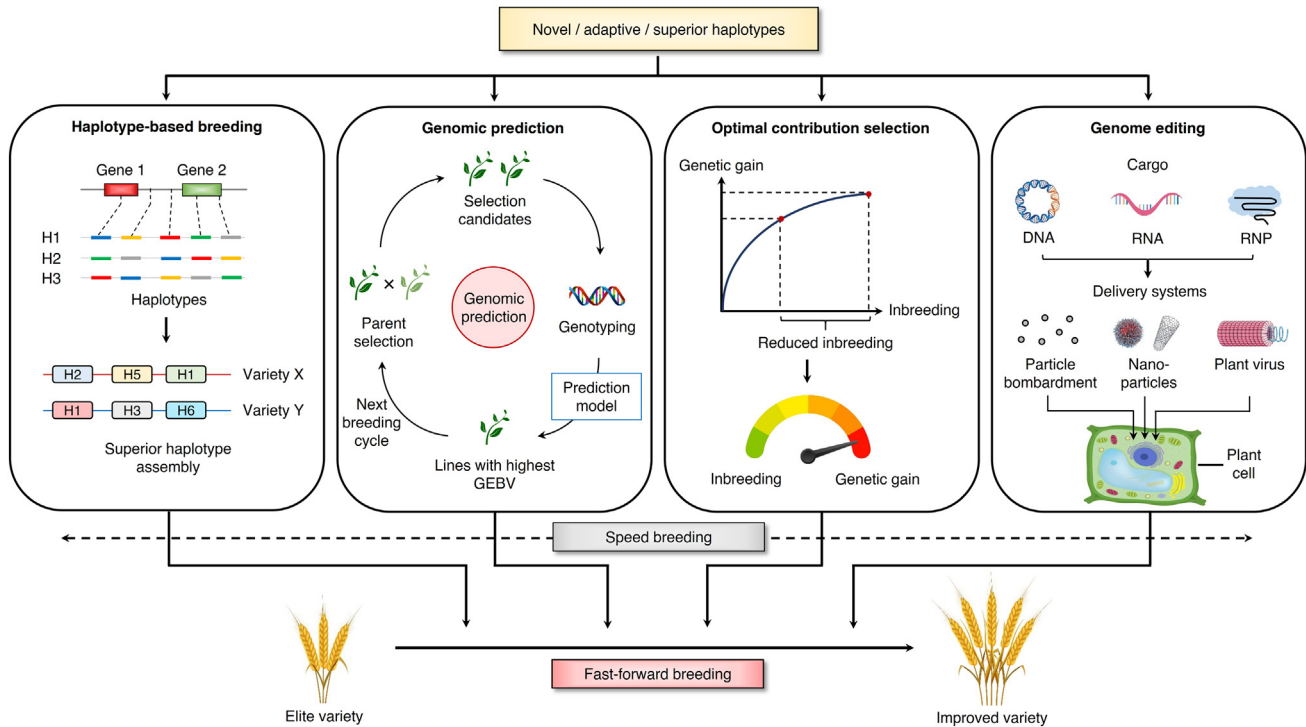 Novel / adaptive / superior haplotypes
Haplotype-based breeding
Gene 1
Gene 2
H1
H2
H3
Haplotypes
H2
H5
H1
Variety X
H1
H3
H6
Variety Y
Superior haplotype
assembly
Genomic prediction
Selection
candidates
Genotyping
Prediction
model
Lines with highest
GEBV
Next
breeding
cycle
Parent
selection
×
Genomic
prediction
Optimal contribution selection
Genetic gain
Inbreeding
Reduced inbreeding
Inbreeding
Genetic gain
Genome editing
Cargo
DNA
RNA
RNP
Delivery systems
Particle
bombardment
Nano-
particles
Plant virus
Plant
cell
Speed breeding
Fast-forward breeding
Elite variety
Improved variety